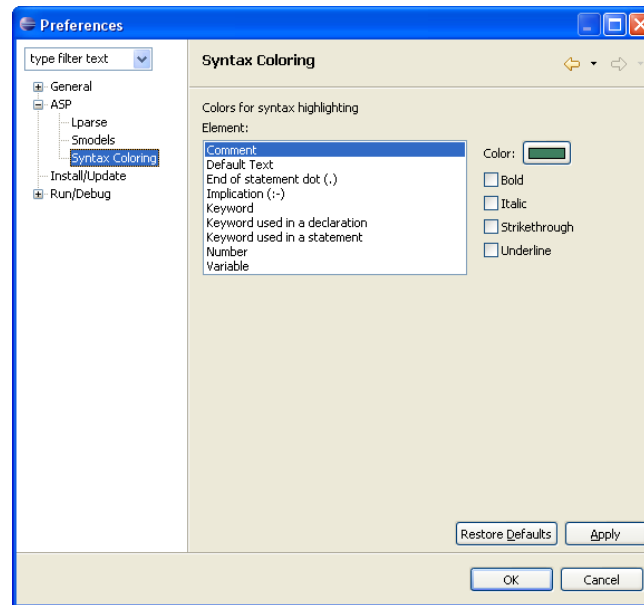 Preferences
type filter text
Syntax Coloring
General
ASP
Lparse
Smodels
Syntax Coloring
Install/Update
Run/Debug
Colors for syntax highlighting
Element:
Comment
Default Text
End of statement dot (.)
Implication (:-)
Keyword
Keyword used in a declaration
Keyword used in a statement
Number
Variable
Color:
Bold
Italic
Strikethrough
Underline
Restore Defaults
Apply
OK
Cancel